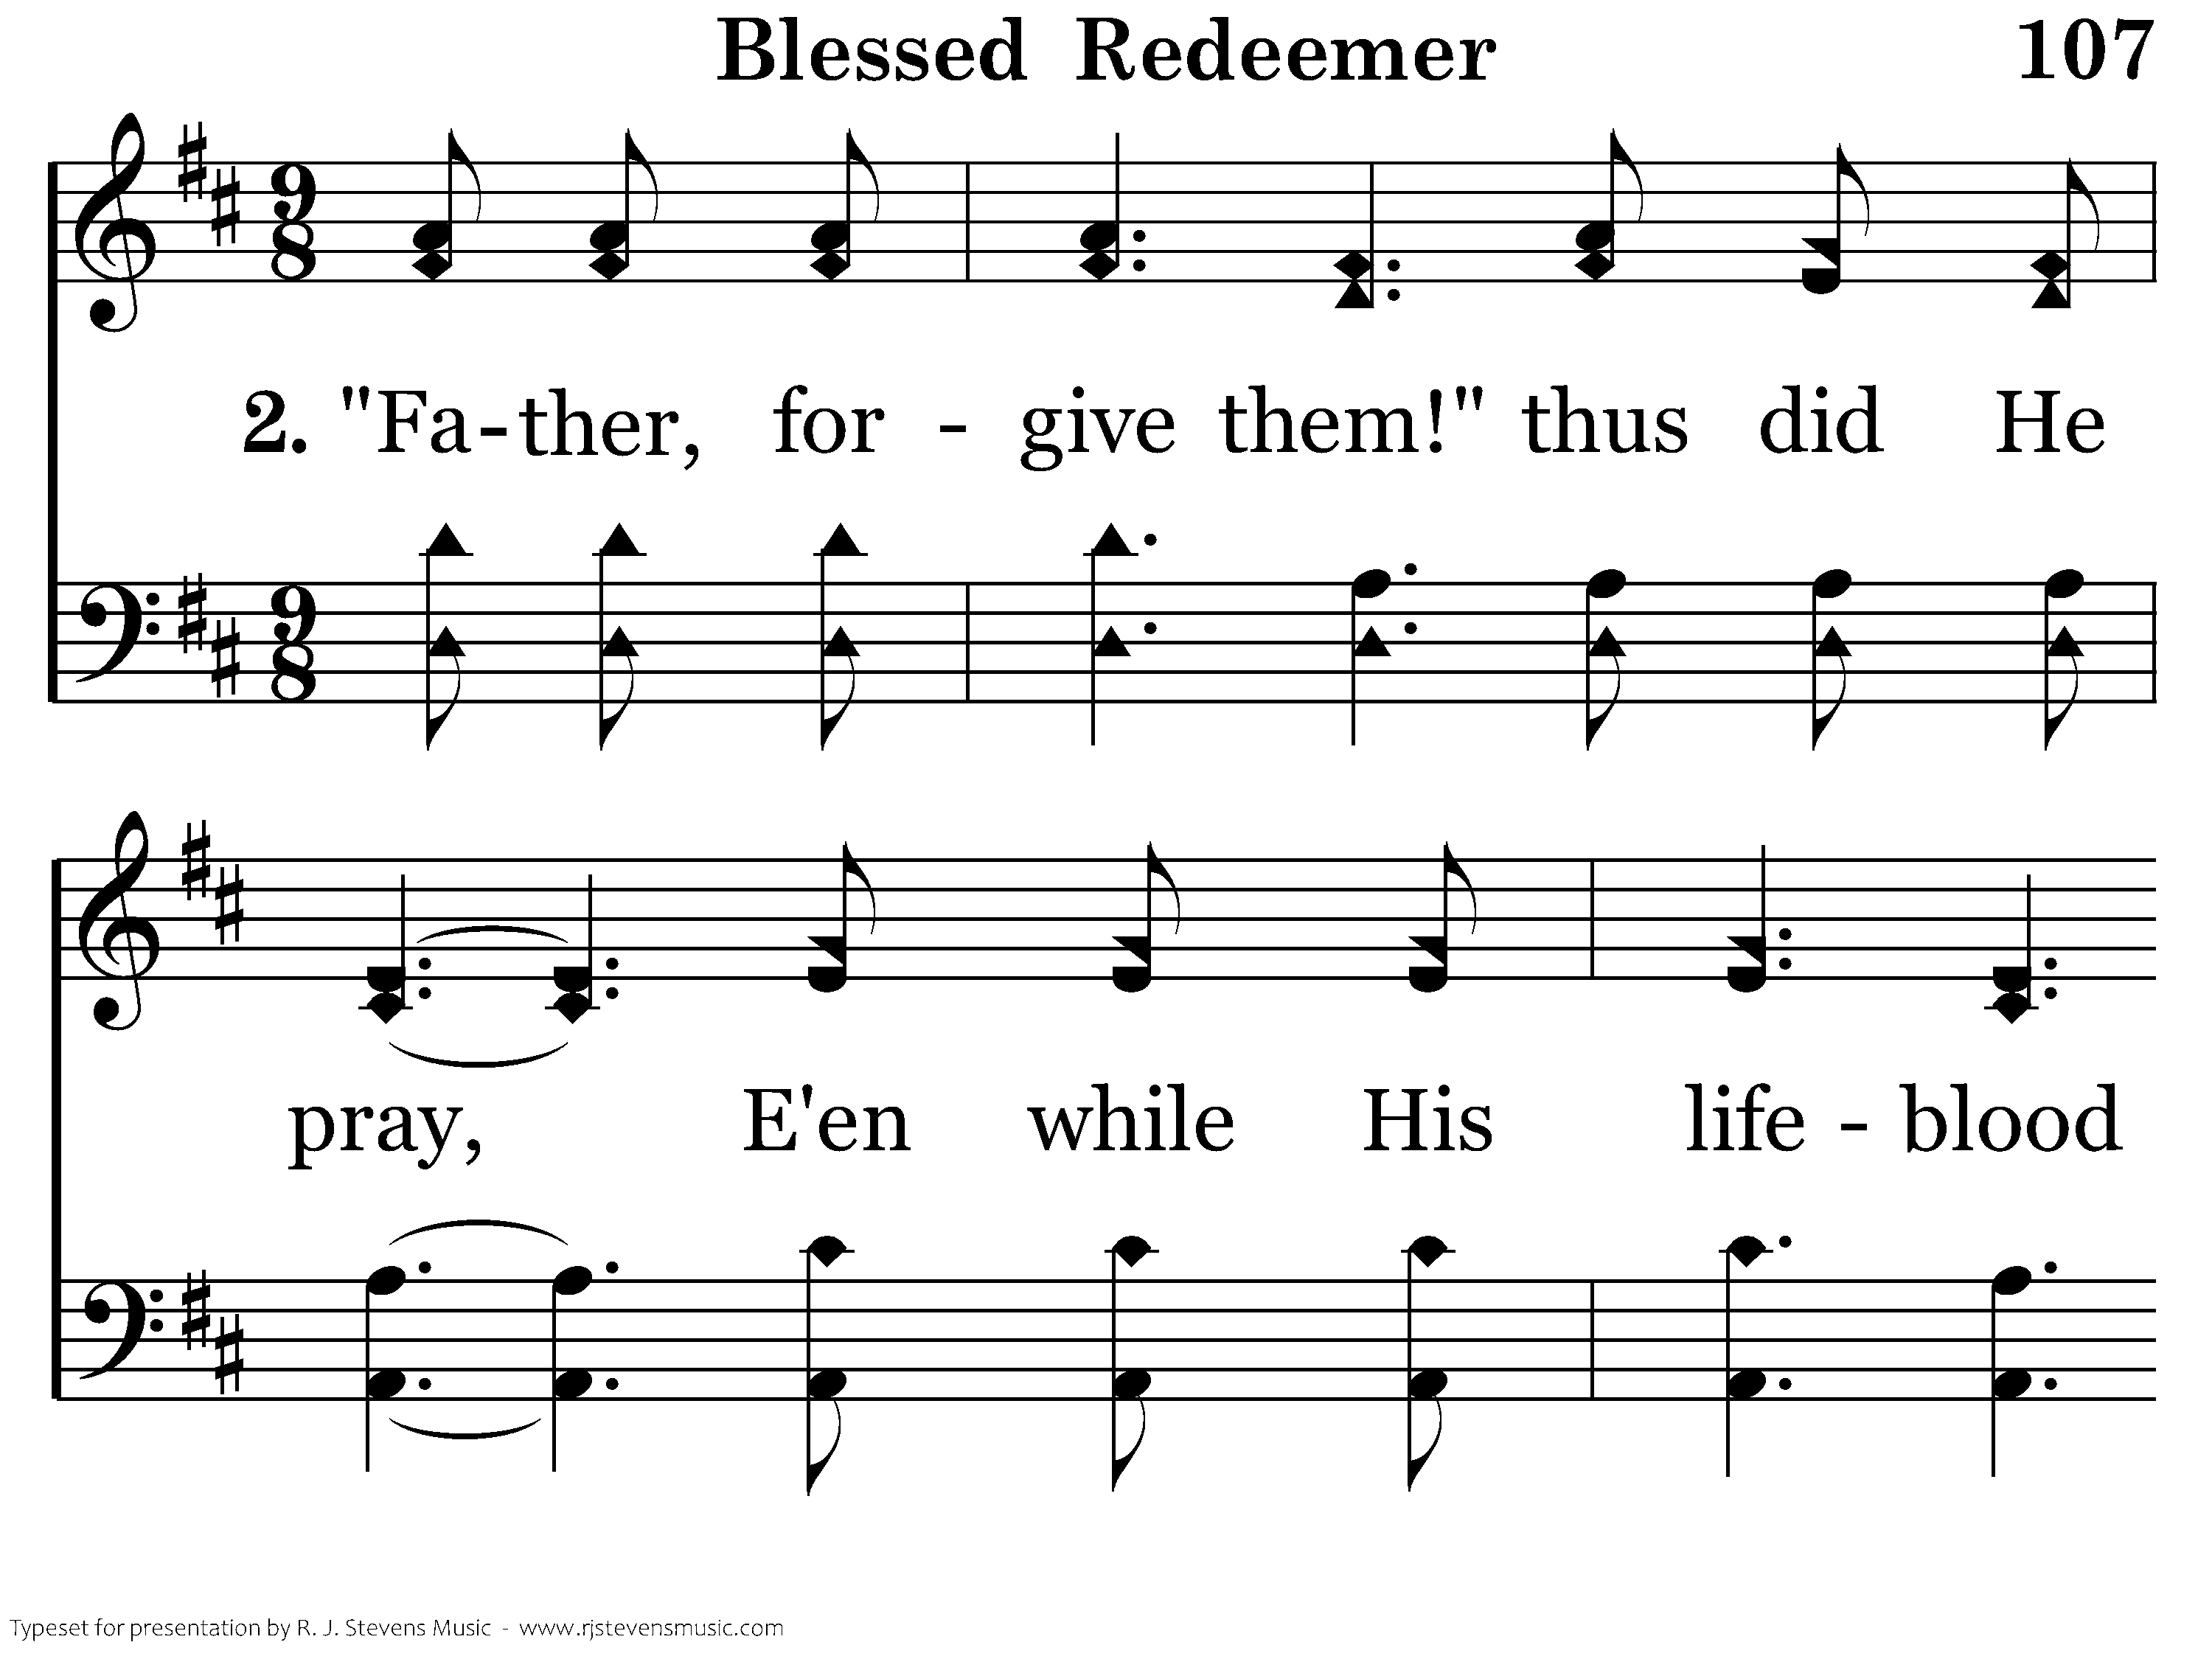 Blessed Redeemer 107
2. "Fa-ther, for - give them!" thus did He
pray, E'en while His life - blood
Typeset for presentation by R. J. Stevens Music - www.rjstevensmusic.com